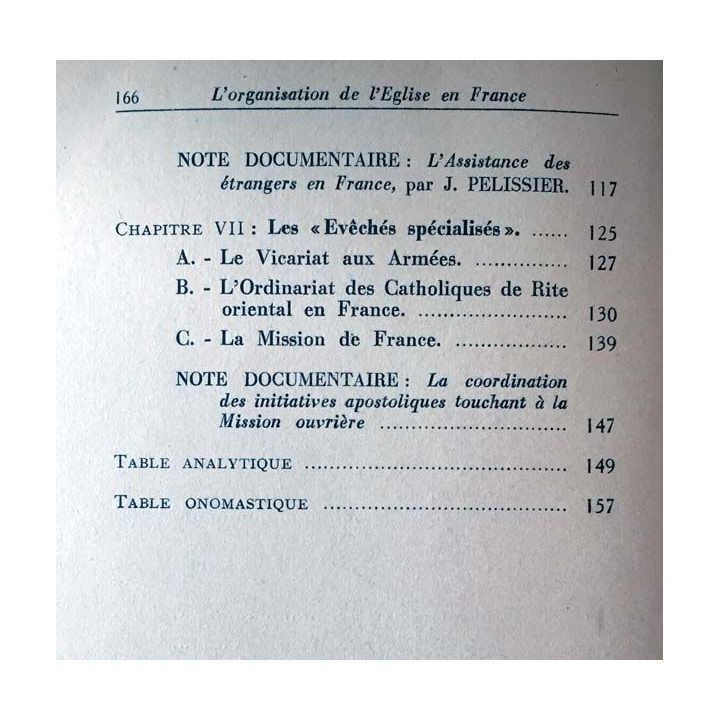 166 L'organisation de l'Eglise en France
NOTE DOCUMENTAIRE : L'Assistance des
étrangers en France, par J. PELISSIER. 117
CHAPITRE VII : Les « Evêchés spécialisés ». ...... 125
A. - Le Vicariat aux Armées. ............... 127
B. - L'Ordinariat des Catholiques de Rite
oriental en France. ........................ 130
C. - La Mission de France. .................. 139
NOTE DOCUMENTAIRE : La coordination
des initiatives apostoliques touchant à la
Mission ouvrière .............................. 147
TABLE ANALYTIQUE .......................................... 149
TABLE ONOMASTIQUE ....................................... 157